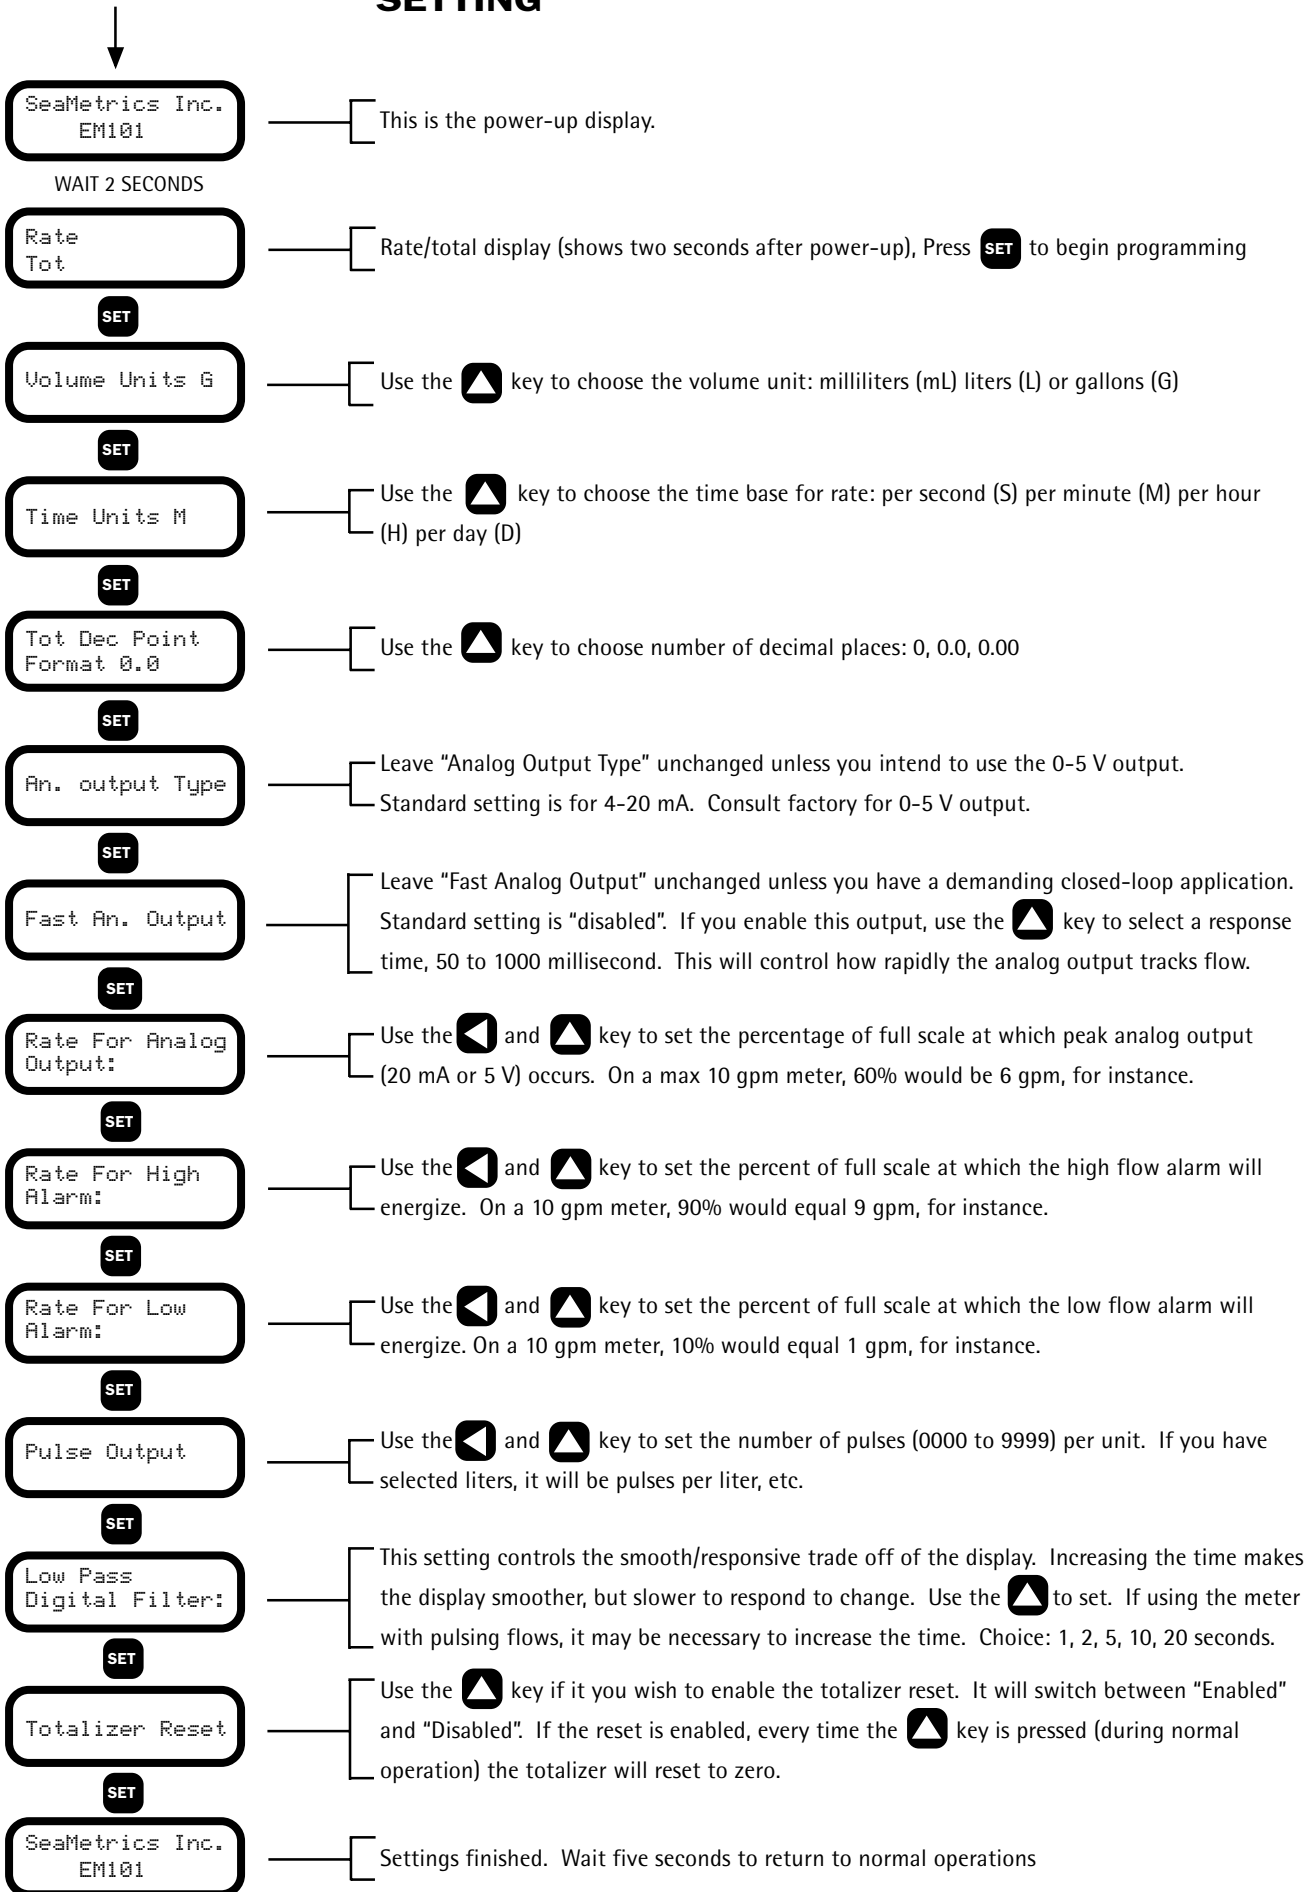 SETTING
SeaMetrics Inc.
EM101
This is the power-up display.
WAIT 2 SECONDS
Rate
Tot
Rate/total display (shows two seconds after power-up), Press SET to begin programming
SET
Volume Units G
Use the key to choose the volume unit: milliliters (mL) liters (L) or gallons (G)
SET
Time Units M
Use the key to choose the time base for rate: per second (S) per minute (M) per hour
(H) per day (D)
SET
Tot Dec Point
Format 0.0
Use the key to choose number of decimal places: 0, 0.0, 0.00
SET
An. output Type
Leave "Analog Output Type" unchanged unless you intend to use the 0-5 V output.
Standard setting is for 4-20 mA. Consult factory for 0-5 V output.
SET
Fast An. Output
Leave "Fast Analog Output" unchanged unless you have a demanding closed-loop application.
Standard setting is "disabled". If you enable this output, use the key to select a response
time, 50 to 1000 millisecond. This will control how rapidly the analog output tracks flow.
SET
Rate For Analog
Output:
Use the and key to set the percentage of full scale at which peak analog output
(20 mA or 5 V) occurs. On a max 10 gpm meter, 60% would be 6 gpm, for instance.
SET
Rate For High
Alarm:
Use the and key to set the percent of full scale at which the high flow alarm will
energize. On a 10 gpm meter, 90% would equal 9 gpm, for instance.
SET
Rate For Low
Alarm:
Use the and key to set the percent of full scale at which the low flow alarm will
energize. On a 10 gpm meter, 10% would equal 1 gpm, for instance.
SET
Pulse Output
Use the and key to set the number of pulses (0000 to 9999) per unit. If you have
selected liters, it will be pulses per liter, etc.
SET
Low Pass
Digital Filter:
This setting controls the smooth/responsive trade off of the display. Increasing the time makes
the display smoother, but slower to respond to change. Use the to set. If using the meter
with pulsing flows, it may be necessary to increase the time. Choice: 1, 2, 5, 10, 20 seconds.
SET
Totalizer Reset
Use the key if it you wish to enable the totalizer reset. It will switch between "Enabled"
and "Disabled". If the reset is enabled, every time the key is pressed (during normal
operation) the totalizer will reset to zero.
SET
SeaMetrics Inc.
EM101
Settings finished. Wait five seconds to return to normal operations